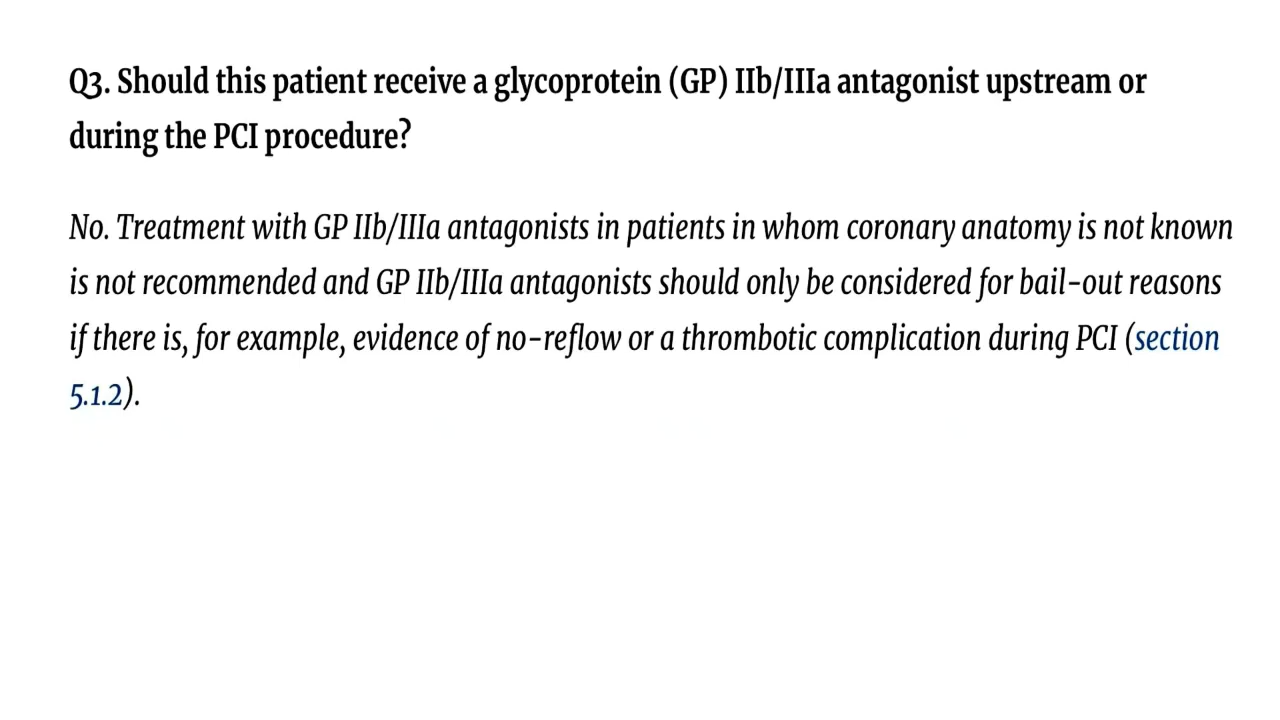 Q3. Should this patient receive a glycoprotein (GP) IIb/IIIa antagonist upstream or
during the PCI procedure?
No. Treatment with GP IIb/IIIa antagonists in patients in whom coronary anatomy is not known
is not recommended and GP IIb/IIIa antagonists should only be considered for bail-out reasons
if there is, for example, evidence of no-reflow or a thrombotic complication during PCI (section
5.1.2).